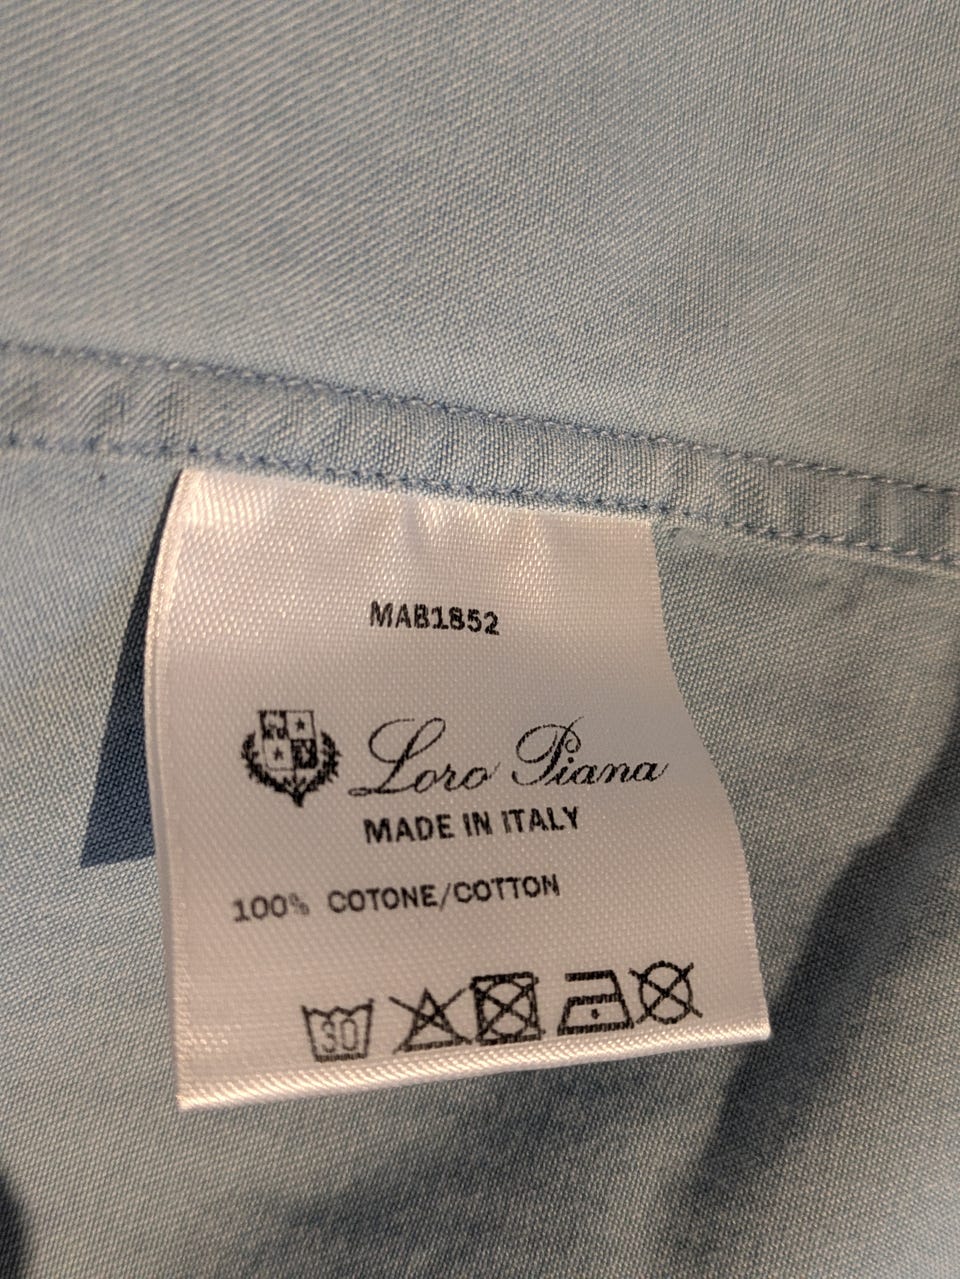 MAB1852
Loro Piana
MADE IN ITALY
100% COTONE/COTTON
30